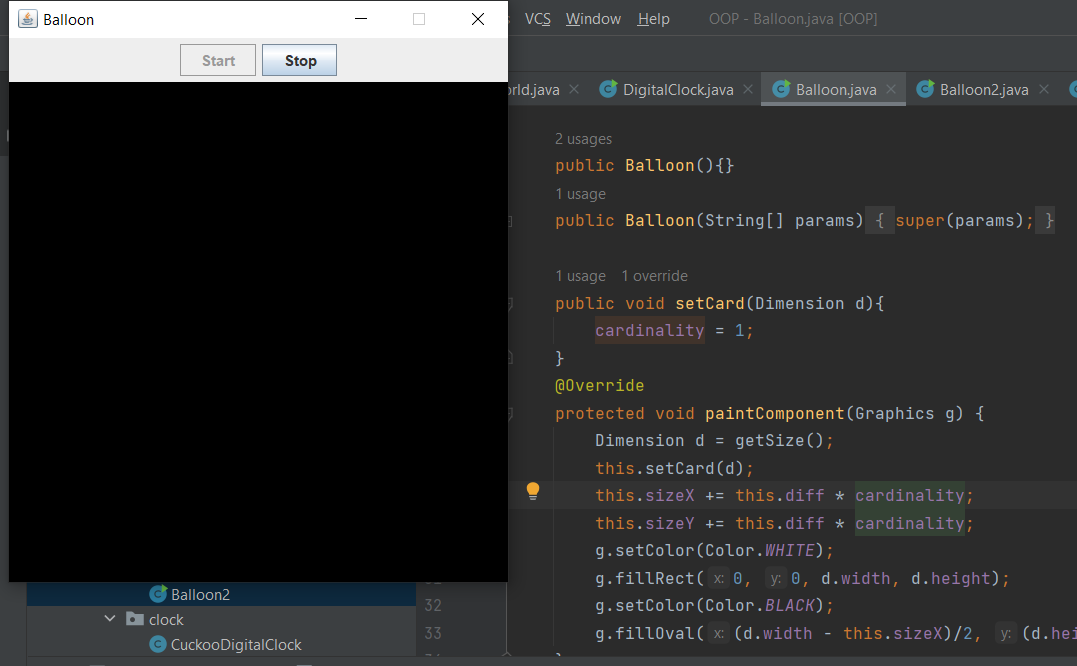 Balloon
Start Stop
VCS Window Help OOP - Balloon.java [OOP]
rld.java DigitalClock.java Balloon.java Balloon2.java
2 usages
public Balloon(){}
1 usage
public Balloon(String[] params) { super(params); }
1 usage 1 override
public void setCard(Dimension d){
cardinality = 1;
}
@Override
protected void paintComponent(Graphics g) {
Dimension d = getSize();
this.setCard(d);
this.sizeX += this.diff * cardinality;
this.sizeY += this.diff * cardinality;
g.setColor(Color.WHITE);
g.fillRect( x: 0, y: 0, d.width, d.height);
g.setColor(Color.BLACK);
g.fillOval( x: (d.width - this.sizeX)/2, y: (d.hei
Balloon2
clock
CuckooDigitalClock
32
33